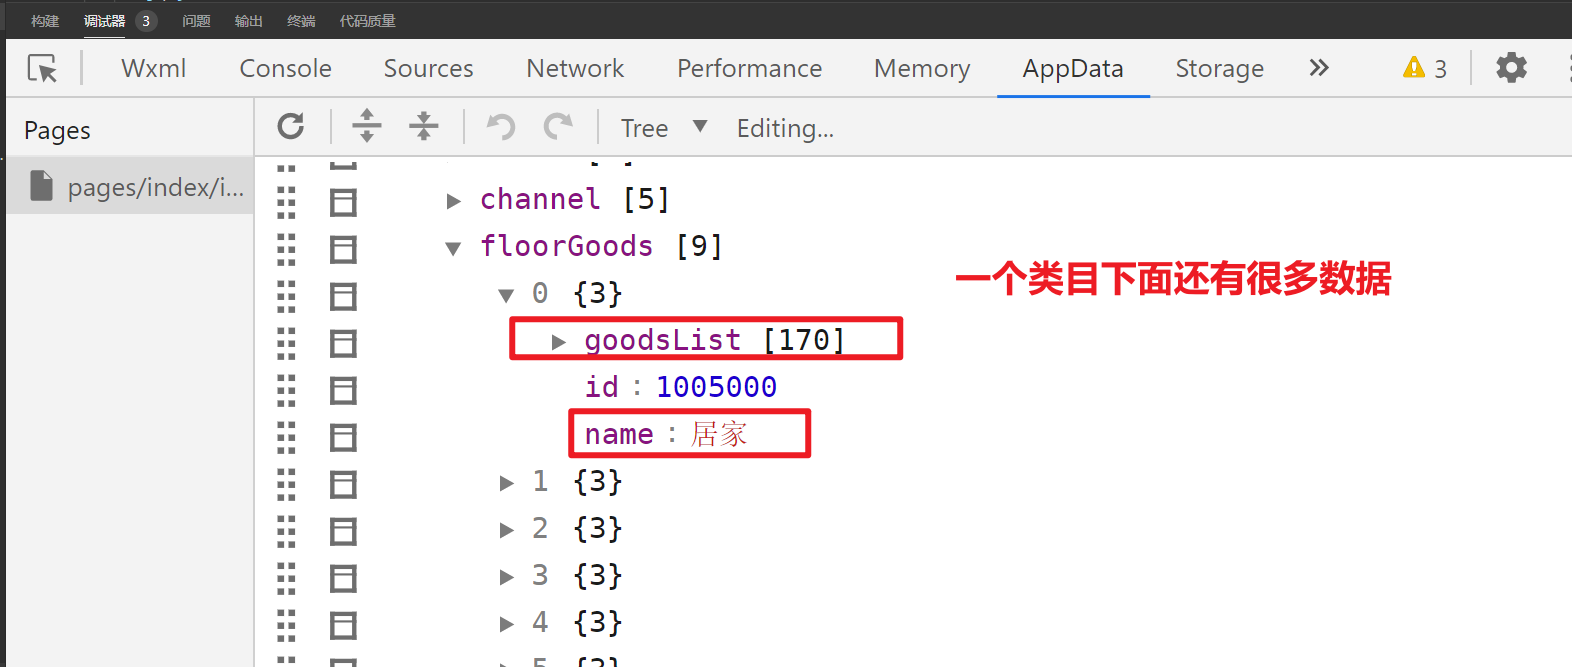 构建 调试器 3 问题 输出 终端 代码质量
Wxml Console Sources Network Performance Memory AppData Storage 3
Pages
Tree Editing...
pages/index/i...
channel [5]
floorGoods [9]
一个类目下面还有很多数据
0 {3}
goodsList [170]
id : 1005000
name : 居家
1 {3}
2 {3}
3 {3}
4 {3}